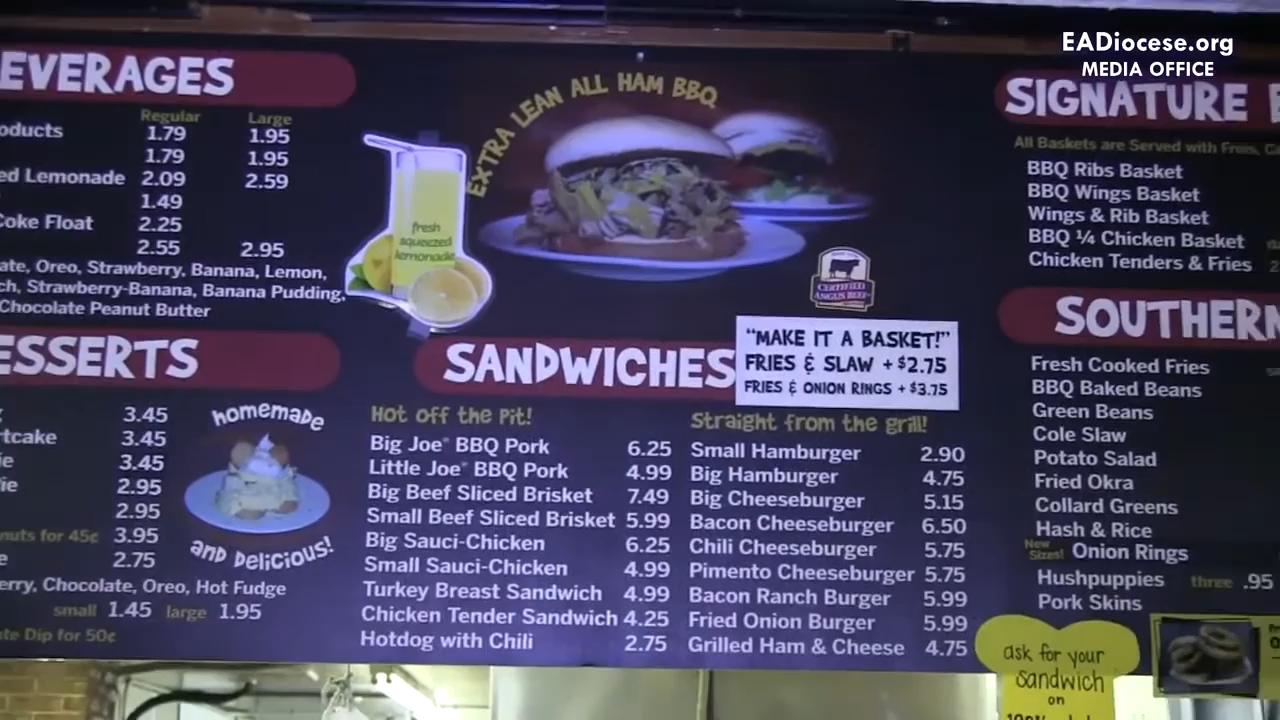 EADiocese.org
MEDIA OFFICE
EVERAGES
Regular Large
oducts 1.79 1.95
1.79 1.95
ed Lemonade 2.09 2.59
1.49
Coke Float 2.25
2.55 2.95
ate, Oreo, Strawberry, Banana, Lemon,
ch, Strawberry-Banana, Banana Pudding,
Chocolate Peanut Butter
fresh
squeezed
lemonade
ESSERTS
3.45
rtcake 3.45
ie 3.45
ie 2.95
2.95
nuts for 45¢ 3.95
e 2.75
erry, Chocolate, Oreo, Hot Fudge
small 1.45 large 1.95
te Dip for 50¢
homemade
and Delicious!
EXTRA LEAN ALL HAM BBQ
CERTIFIED
ANGUS BEEF
SANDWICHES
"MAKE IT A BASKET!"
FRIES & SLAW +$2.75
FRIES & ONION RINGS +$3.75
Hot off the Pit!
Big Joe® BBQ Pork 6.25
Little Joe® BBQ Pork 4.99
Big Beef Sliced Brisket 7.49
Small Beef Sliced Brisket 5.99
Big Sauci-Chicken 6.25
Small Sauci-Chicken 4.99
Turkey Breast Sandwich 4.99
Chicken Tender Sandwich 4.25
Hotdog with Chili 2.75
Straight from the grill!
Small Hamburger 2.90
Big Hamburger 4.75
Big Cheeseburger 5.15
Bacon Cheeseburger 6.50
Chili Cheeseburger 5.75
Pimento Cheeseburger 5.75
Bacon Ranch Burger 5.99
Fried Onion Burger 5.99
Grilled Ham & Cheese 4.75
SIGNATURE
All Baskets are Served with Fries,
BBQ Ribs Basket
BBQ Wings Basket
Wings & Rib Basket
BBQ ¼ Chicken Basket
Chicken Tenders & Fries
SOUTHERN
Fresh Cooked Fries
BBQ Baked Beans
Green Beans
Cole Slaw
Potato Salad
Fried Okra
Collard Greens
Hash & Rice
New Sizes! Onion Rings
Hushpuppies three .95
Pork Skins
ask for your
sandwich
on